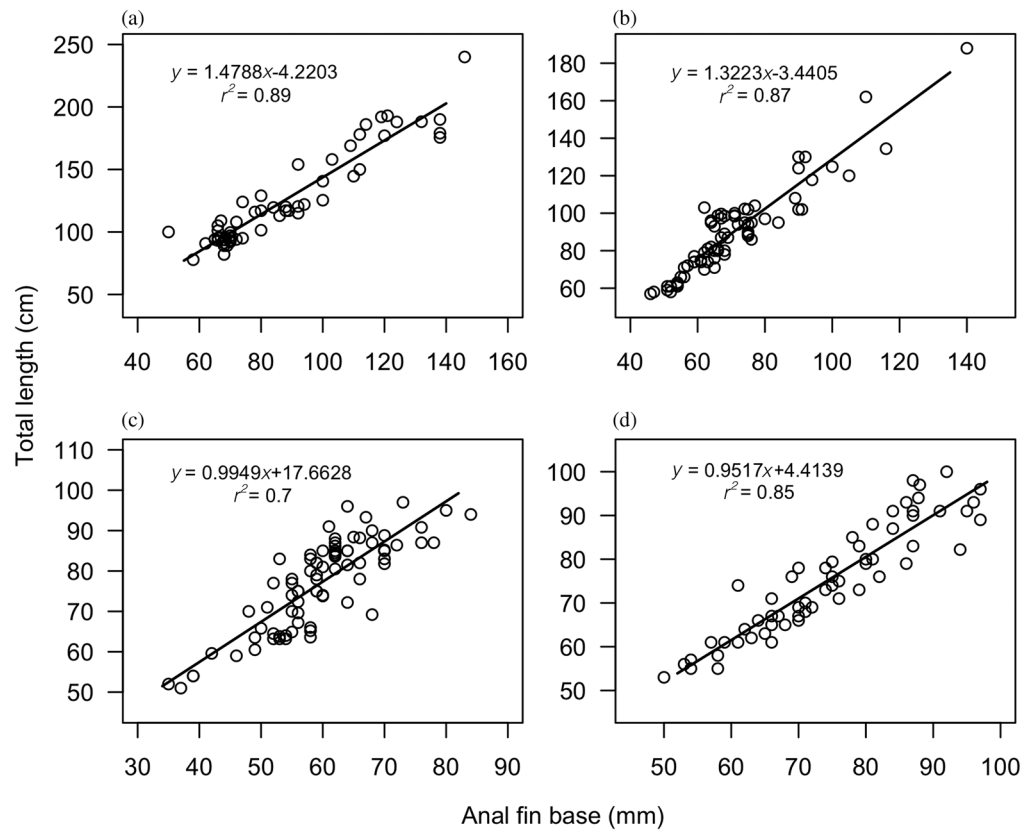 (a)
(b)
y = 1.4788x-4.2203
r² = 0.89
y = 1.3223x-3.4405
r² = 0.87
250
200
150
100
50
180
160
140
120
100
80
60
40 60 80 100 120 140 160
40 60 80 100 120 140
Total length (cm)
(c)
(d)
y = 0.9949x+17.6628
r² = 0.7
y = 0.9517x+4.4139
r² = 0.85
110
100
90
80
70
60
50
100
90
80
70
60
50
30 40 50 60 70 80 90
50 60 70 80 90 100
Anal fin base (mm)